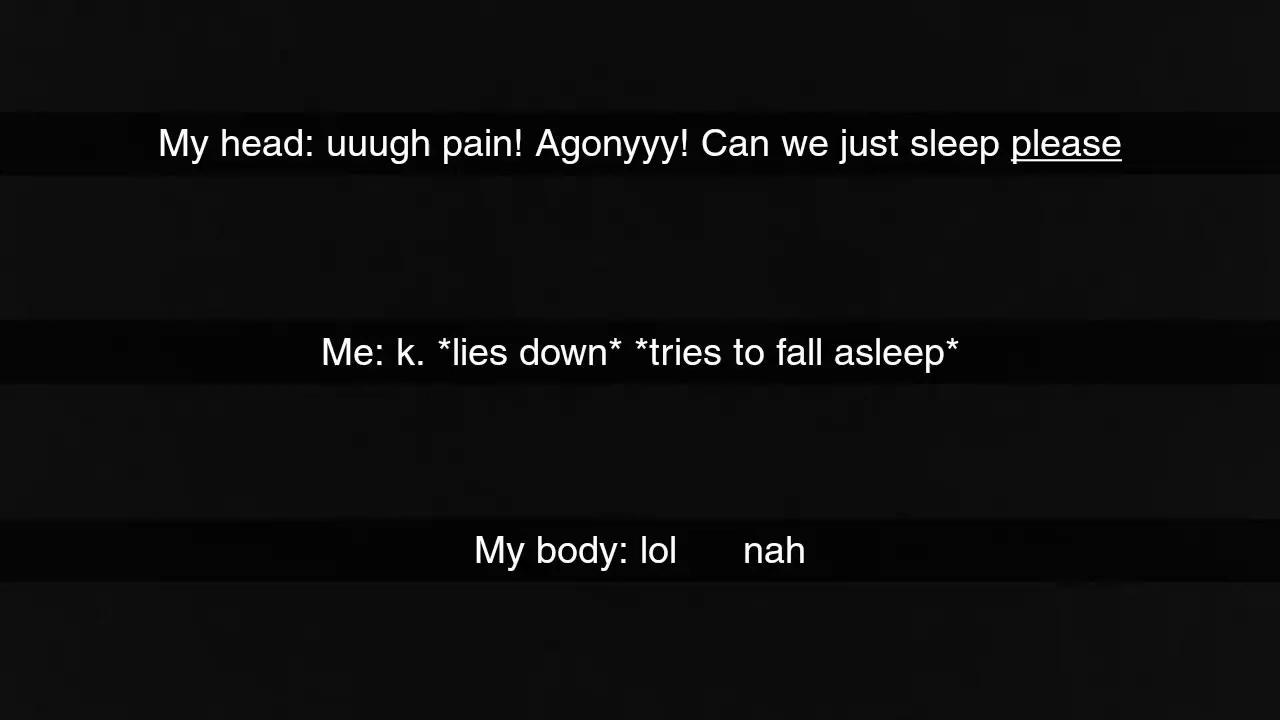 My head: uuugh pain! Agonyyy! Can we just sleep please
Me: k. *lies down* *tries to fall asleep*
My body: lol nah